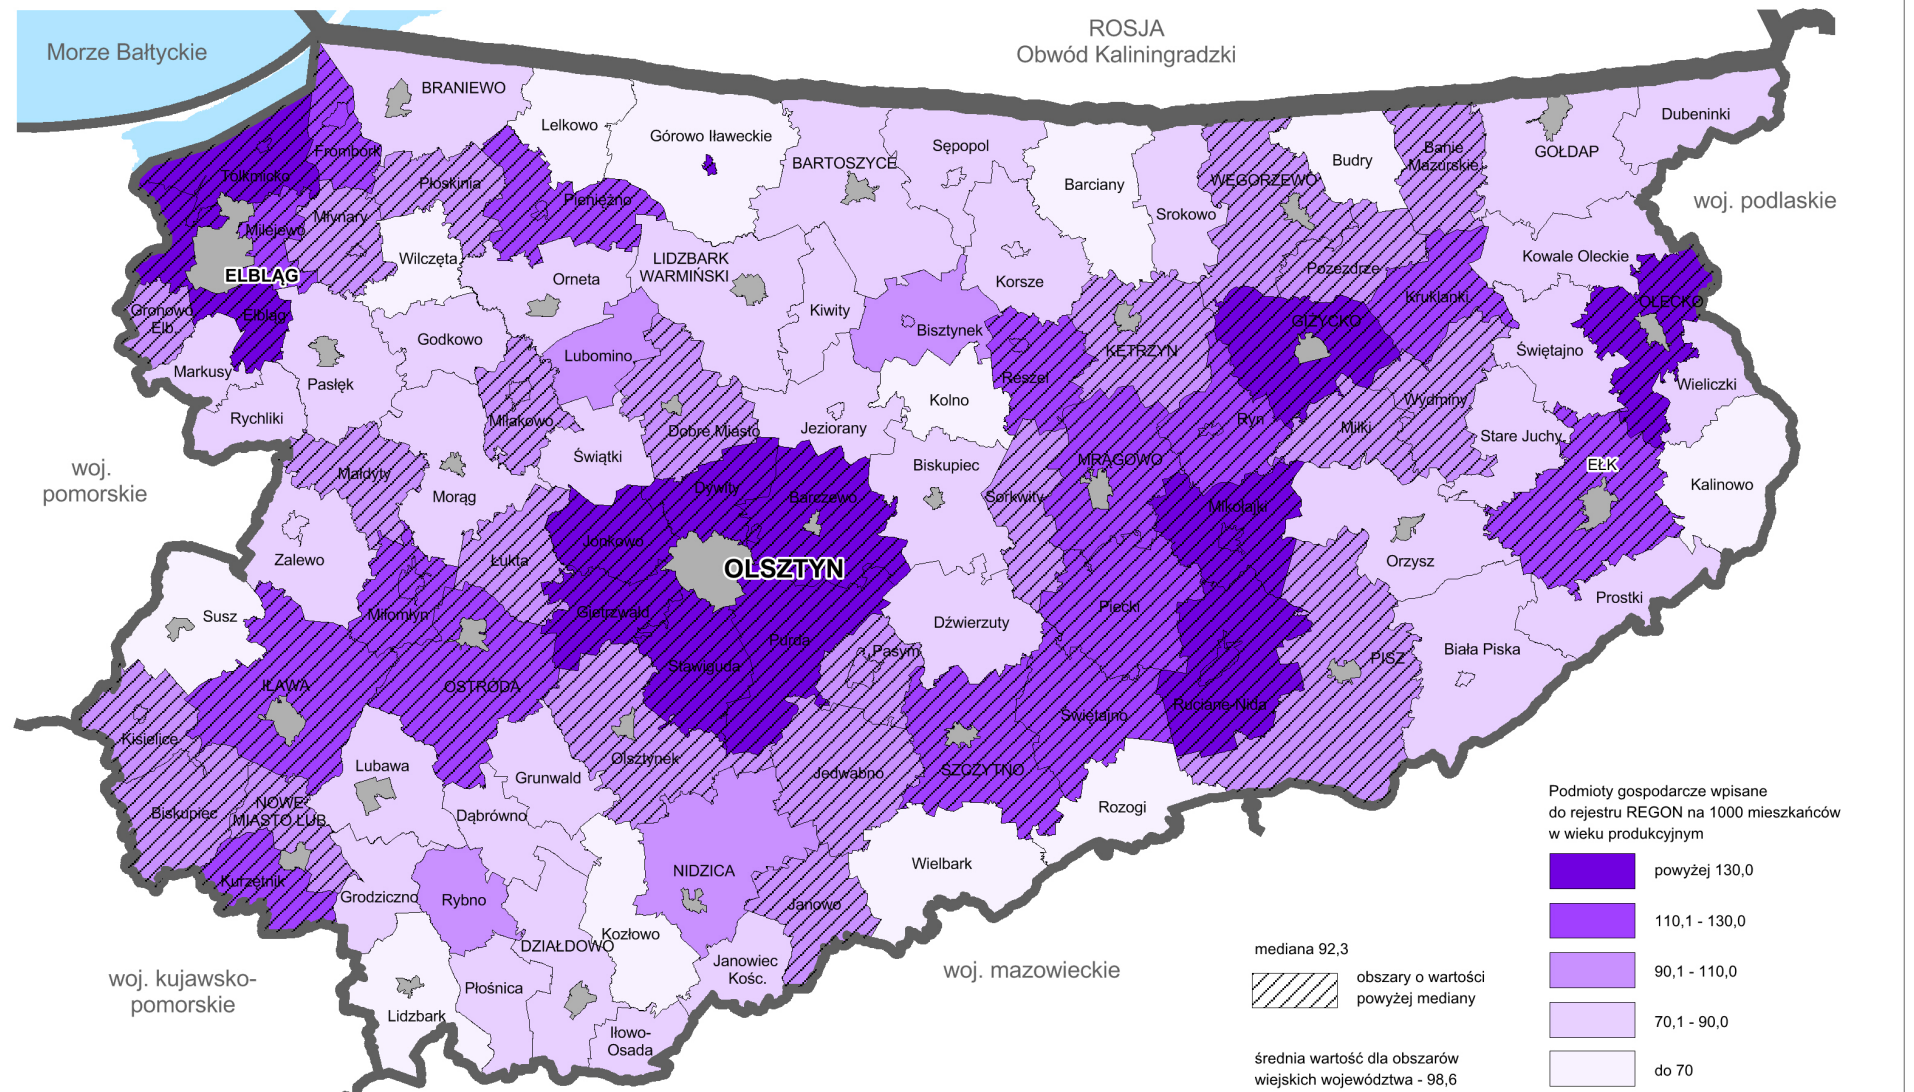 ROSJA
Obwód Kaliningradzki
Morze Bałtyckie
BRANIEWO
Lelkowo
Górowo Iławeckie
BARTOSZYCE
Sępopol
Barciany
Srokowo
WĘGORZEWO
Budry
Banie
Mazurskie
GOŁDAP
Dubeninki
woj. podlaskie
Frombork
Tolkmicko
Płoskinia
Pieniężno
Młynary
Milejewo
Wilczęta
ELBLĄG
Orneta
LIDZBARK
WARMIŃSKI
Kiwity
Korsze
Pozezdrze
Kowale Oleckie
Kruklanki
OLECKO
Gronowo
Elb.
Elbląg
Godkowo
Lubomino
Bisztynek
KĘTRZYN
GIŻYCKO
Świętajno
Markusy
Pasłęk
Reszel
Wieliczki
Rychliki
Miłakowo
Dobre Miasto
Jeziorany
Kolno
Ryn
Miłki
Wydminy
Stare Juchy
EŁK
Małdyty
Morąg
Świątki
Biskupiec
MRĄGOWO
Sorkwity
Kalinowo
woj.
pomorskie
Dywity
Barczewo
Mikołajki
Zalewo
Łukta
Jonkowo
OLSZTYN
Orzysz
Prostki
Susz
Miłomłyn
Gietrzwałd
Purda
Dźwierzuty
Piecki
Stawiguda
Pasym
PISZ
Biała Piska
IŁAWA
OSTRÓDA
Świętajno
Ruciane-Nida
Kisielice
Lubawa
Grunwald
Olsztynek
Jedwabno
SZCZYTNO
Rozogi
Biskupiec
NOWE
MIASTO LUB.
Dąbrówno
Wielbark
Kurzętnik
Grodziczno
Rybno
NIDZICA
Janowo
DZIAŁDOWO
Kozłowo
Janowiec
Kośc.
Płośnica
Lidzbark
Iłowo-
Osada
woj. kujawsko-
pomorskie
woj. mazowieckie
mediana 92,3
obszary o wartości
powyżej mediany
średnia wartość dla obszarów
wiejskich województwa - 98,6
Podmioty gospodarcze wpisane
do rejestru REGON na 1000 mieszkańców
w wieku produkcyjnym
powyżej 130,0
110,1 - 130,0
90,1 - 110,0
70,1 - 90,0
do 70